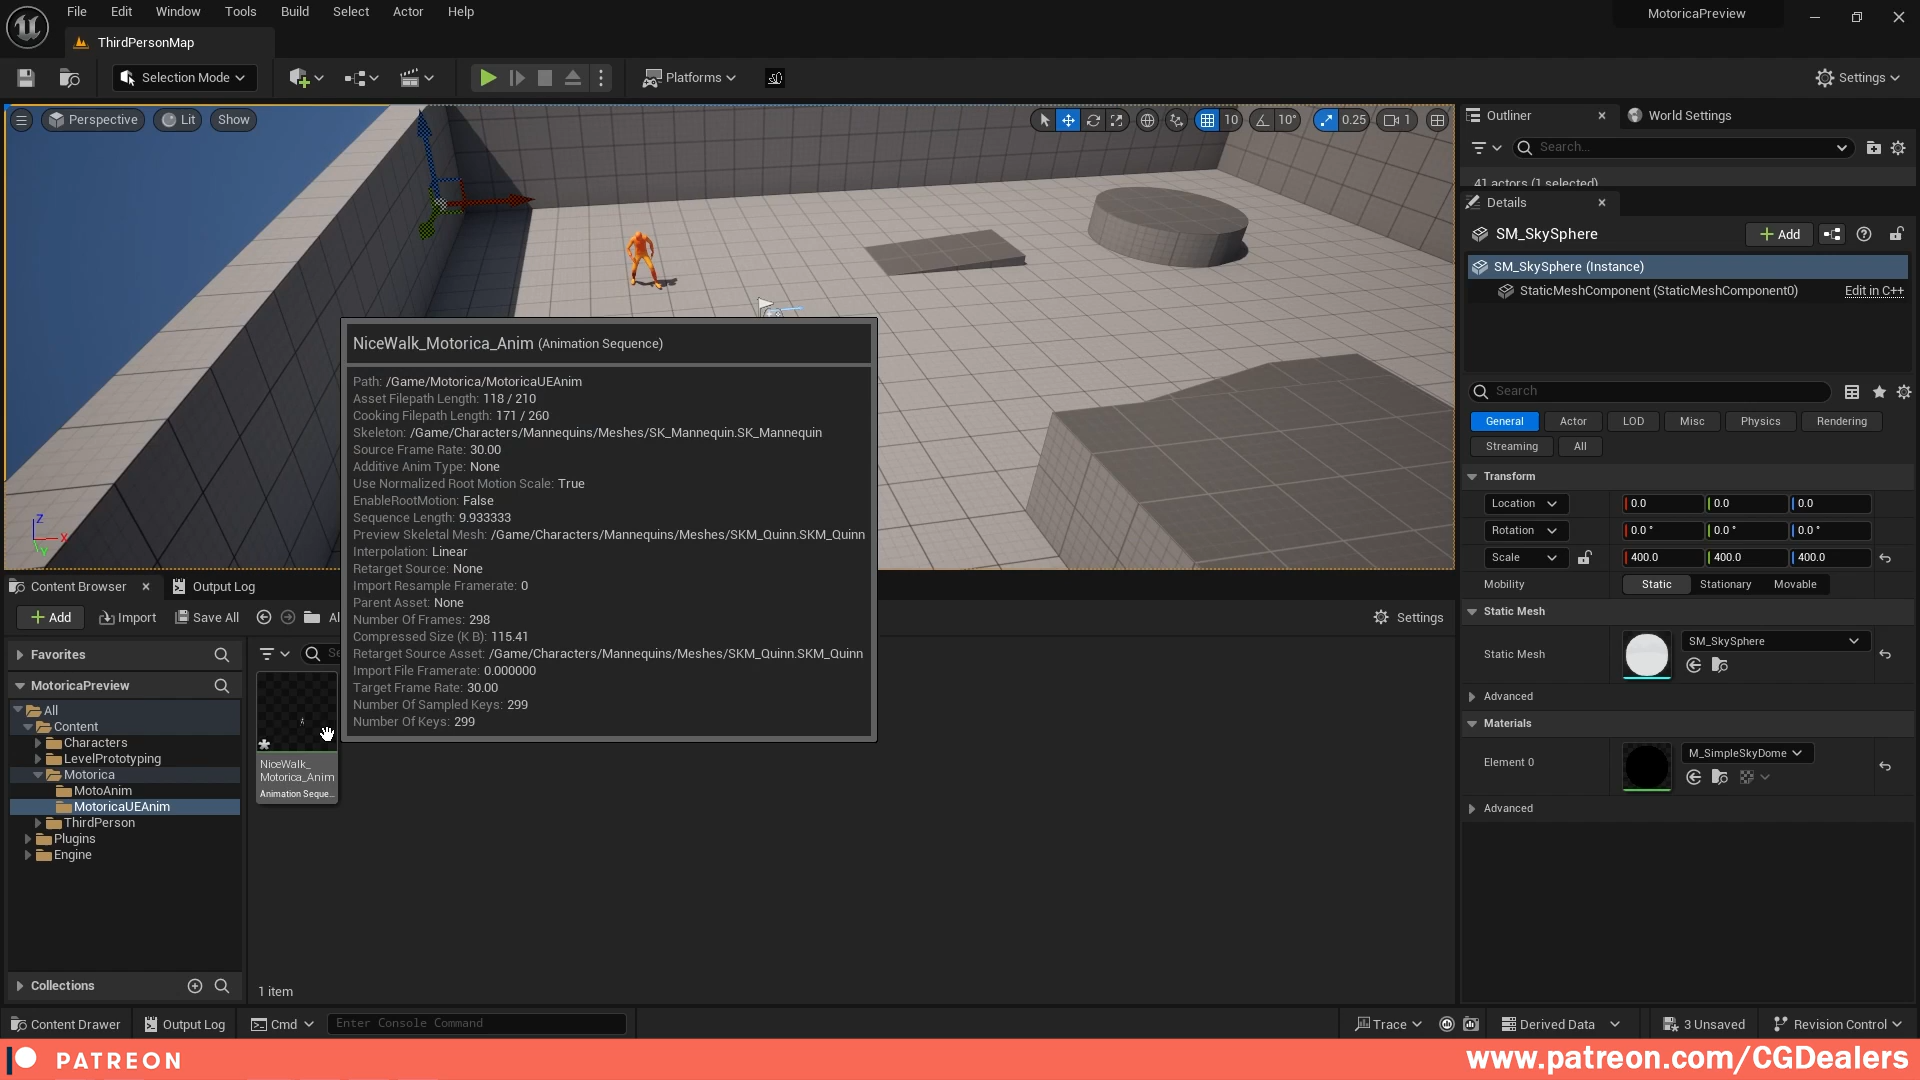 File Edit Window Tools Build Select Actor Help
MotoricaPreview
ThirdPersonMap
Selection Mode
Platforms
Settings
Perspective Lit Show
10 10° 0.25 1
Outliner World Settings
Search...
41 actors (1 selected)
Details
SM_SkySphere
Add
SM_SkySphere (Instance)
StaticMeshComponent (StaticMeshComponent0) Edit in C++
Search
General Actor LOD Misc Physics Rendering
Streaming All
Transform
Location 0.0 0.0 0.0
Rotation 0.0 ° 0.0 ° 0.0 °
Scale 400.0 400.0 400.0
Mobility Static Stationary Movable
Static Mesh
Static Mesh SM_SkySphere
Advanced
Materials
Element 0 M_SimpleSkyDome
Advanced
NiceWalk_Motorica_Anim (Animation Sequence)
Path: /Game/Motorica/MotoricaUEAnim
Asset Filepath Length: 118 / 210
Cooking Filepath Length: 171 / 260
Skeleton: /Game/Characters/Mannequins/Meshes/SK_Mannequin.SK_Mannequin
Source Frame Rate: 30.00
Additive Anim Type: None
Use Normalized Root Motion Scale: True
EnableRootMotion: False
Sequence Length: 9.933333
Preview Skeletal Mesh: /Game/Characters/Mannequins/Meshes/SKM_Quinn.SKM_Quinn
Interpolation: Linear
Retarget Source: None
Import Resample Framerate: 0
Parent Asset: None
Number Of Frames: 298
Compressed Size (K B): 115.41
Retarget Source Asset: /Game/Characters/Mannequins/Meshes/SKM_Quinn.SKM_Quinn
Import File Framerate: 0.000000
Target Frame Rate: 30.00
Number Of Sampled Keys: 299
Number Of Keys: 299
Z
X
Y
Content Browser Output Log
Add Import Save All Al
Settings
Favorites
Se
MotoricaPreview
All
Content
Characters
LevelPrototyping
Motorica
MotoAnim
MotoricaUEAnim
ThirdPerson
Plugins
Engine
NiceWalk_
Motorica_Anim
Animation Seque...
Collections
1 item
Content Drawer Output Log Cmd Enter Console Command
Trace Derived Data 3 Unsaved Revision Control
PATREON
www.patreon.com/CGDealers